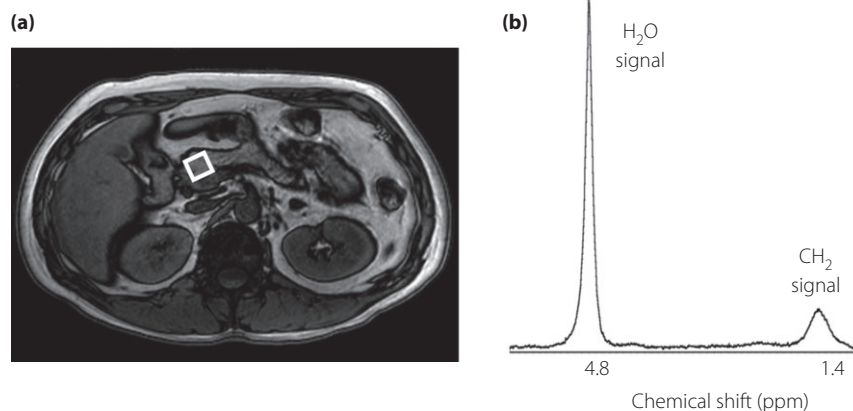 (a)
(b)
H₂O
signal
CH₂
signal
4.8
1.4
Chemical shift (ppm)